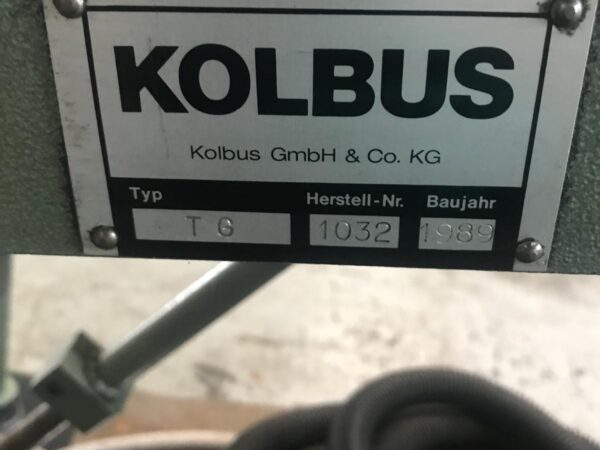 KOLBUS
Kolbus GmbH & Co. KG
Typ Herstell-Nr. Baujahr
T G 1032 1989